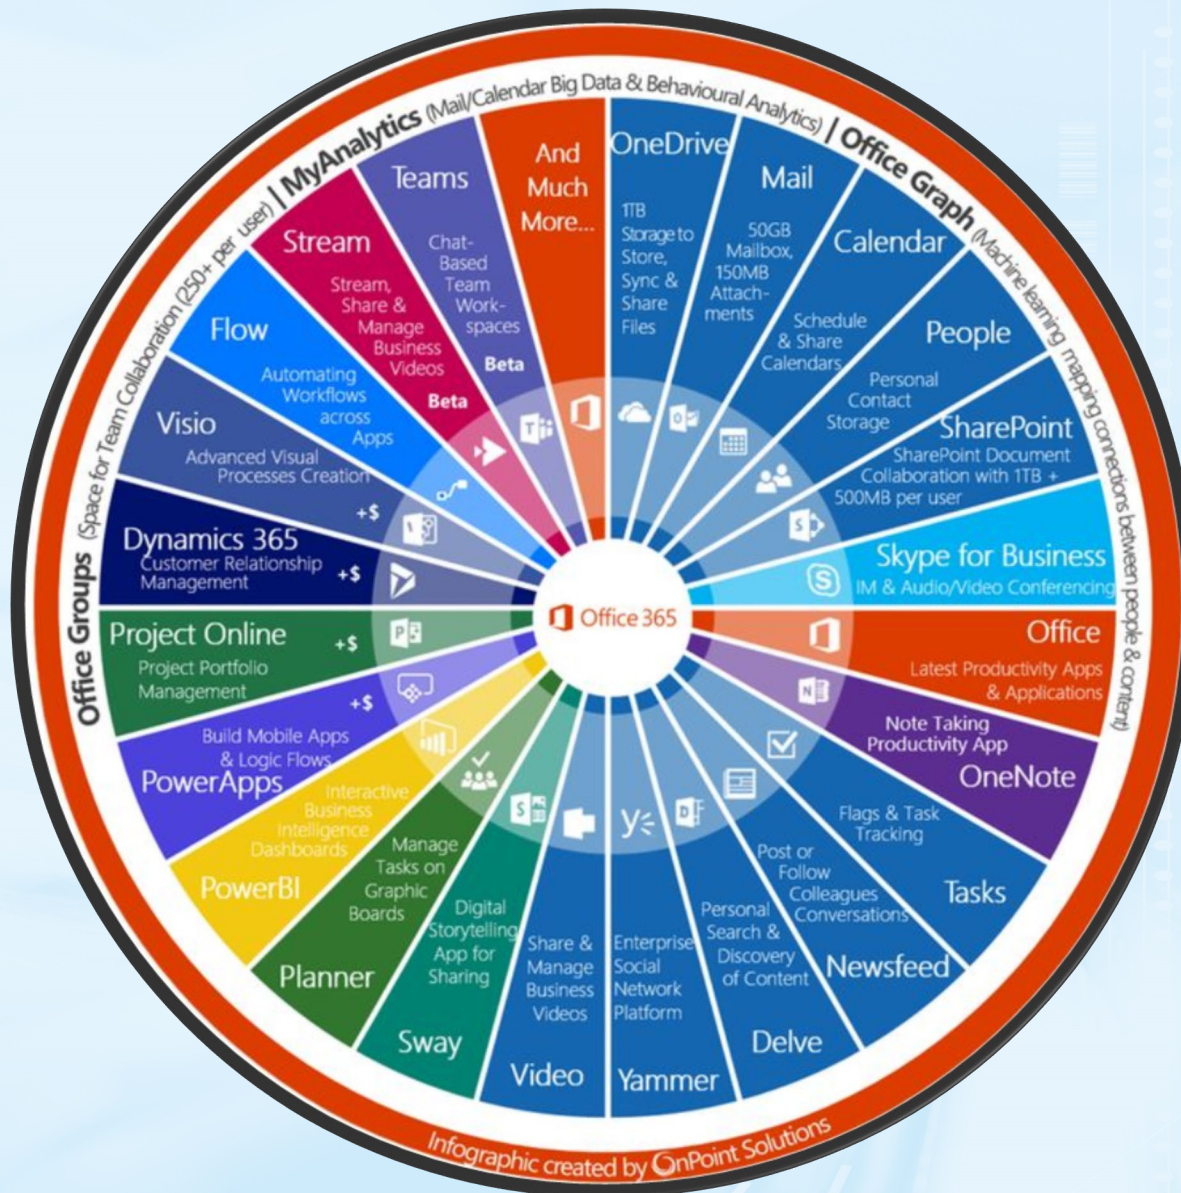 Office Groups (Space for Team Collaboration (250+ per user) | MyAnalytics (Mail/Calendar Big Data & Behavioural Analytics) | Office Graph (Machine learning, mapping connections between people & content)
OneDrive
1TB
Storage to
Store,
Sync &
Share
Files
Mail
50GB
Mailbox,
150MB
Attach-
ments
Calendar
Schedule
& Share
Calendars
People
Personal
Contact
Storage
SharePoint
SharePoint Document
Collaboration with 1TB +
500MB per user
Skype for Business
IM & Audio/Video Conferencing
Office
Latest Productivity Apps
& Applications
Note Taking
Productivity App
OneNote
Flags & Task
Tracking
Tasks
Post or
Follow
Colleagues
Conversations
Newsfeed
Personal
Search &
Discovery
of Content
Delve
Enterprise
Social
Network
Platform
Yammer
Share &
Manage
Business
Videos
Video
Digital
Storytelling
App for
Sharing
Sway
Manage
Tasks on
Graphic
Boards
Planner
Interactive
Business
Intelligence
Dashboards
PowerBI
+$
Build Mobile Apps
& Logic Flows
PowerApps
Project Online
+$
Project Portfolio
Management
Dynamics 365
Customer Relationship
Management
+$
Visio
Advanced Visual
Processes Creation
+$
Flow
Automating
Workflows
across
Apps
Stream
Stream,
Share &
Manage
Business
Videos
Beta
Teams
Chat-
Based
Team
Work-
spaces
Beta
And
Much
More...
Office 365
Infographic created by OnPoint Solutions